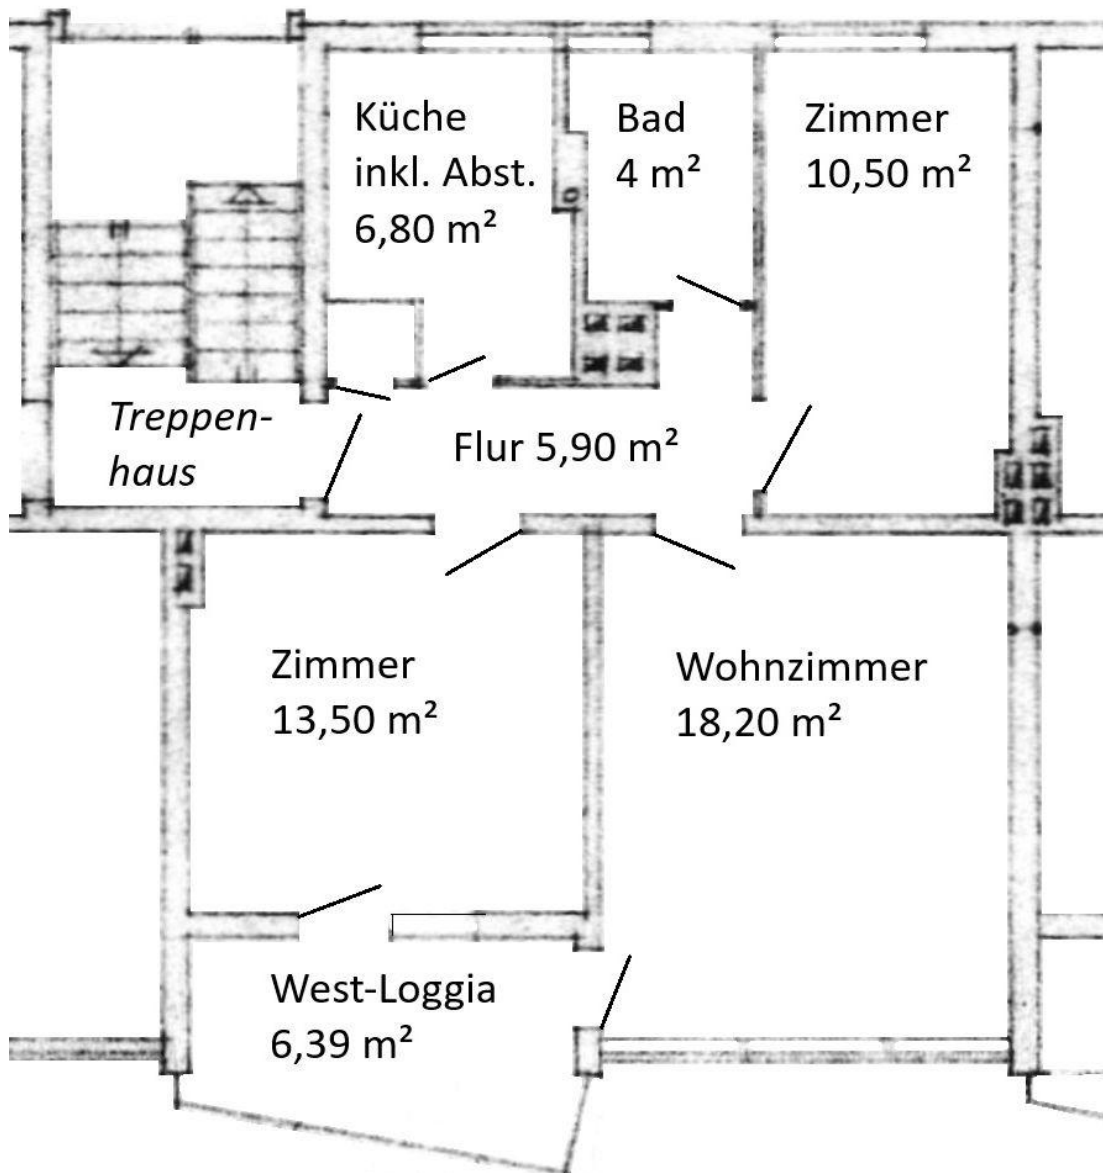 Küche
inkl. Abst.
6,80 m²
Bad
4 m²
Zimmer
10,50 m²
Treppen-
haus
Flur 5,90 m²
Zimmer
13,50 m²
Wohnzimmer
18,20 m²
West-Loggia
6,39 m²